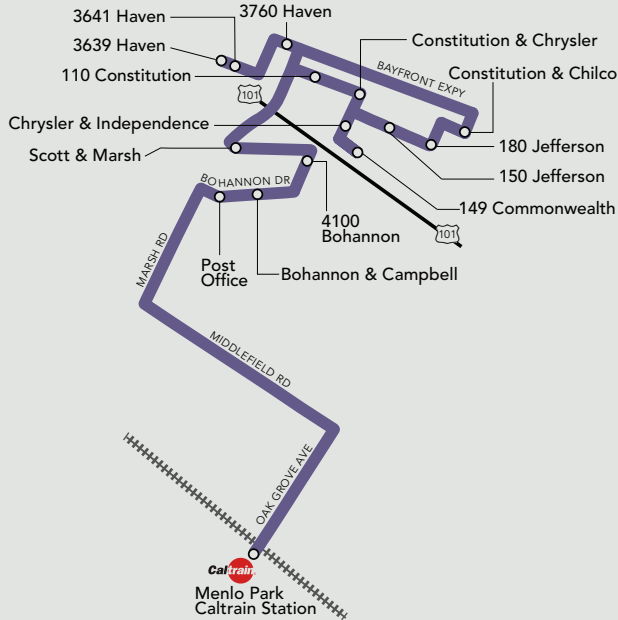 3641 Haven
3760 Haven
3639 Haven
Constitution & Chrysler
110 Constitution
BAYFRONT EXPY
Constitution & Chilco
101
Chrysler & Independence
Scott & Marsh
180 Jefferson
150 Jefferson
BOHANNON DR
149 Commonwealth
4100
Bohannon
101
Post
Office
Bohannon & Campbell
MARSH RD
MIDDLEFIELD RD
OAK GROVE AVE
Caltrain
Menlo Park
Caltrain Station